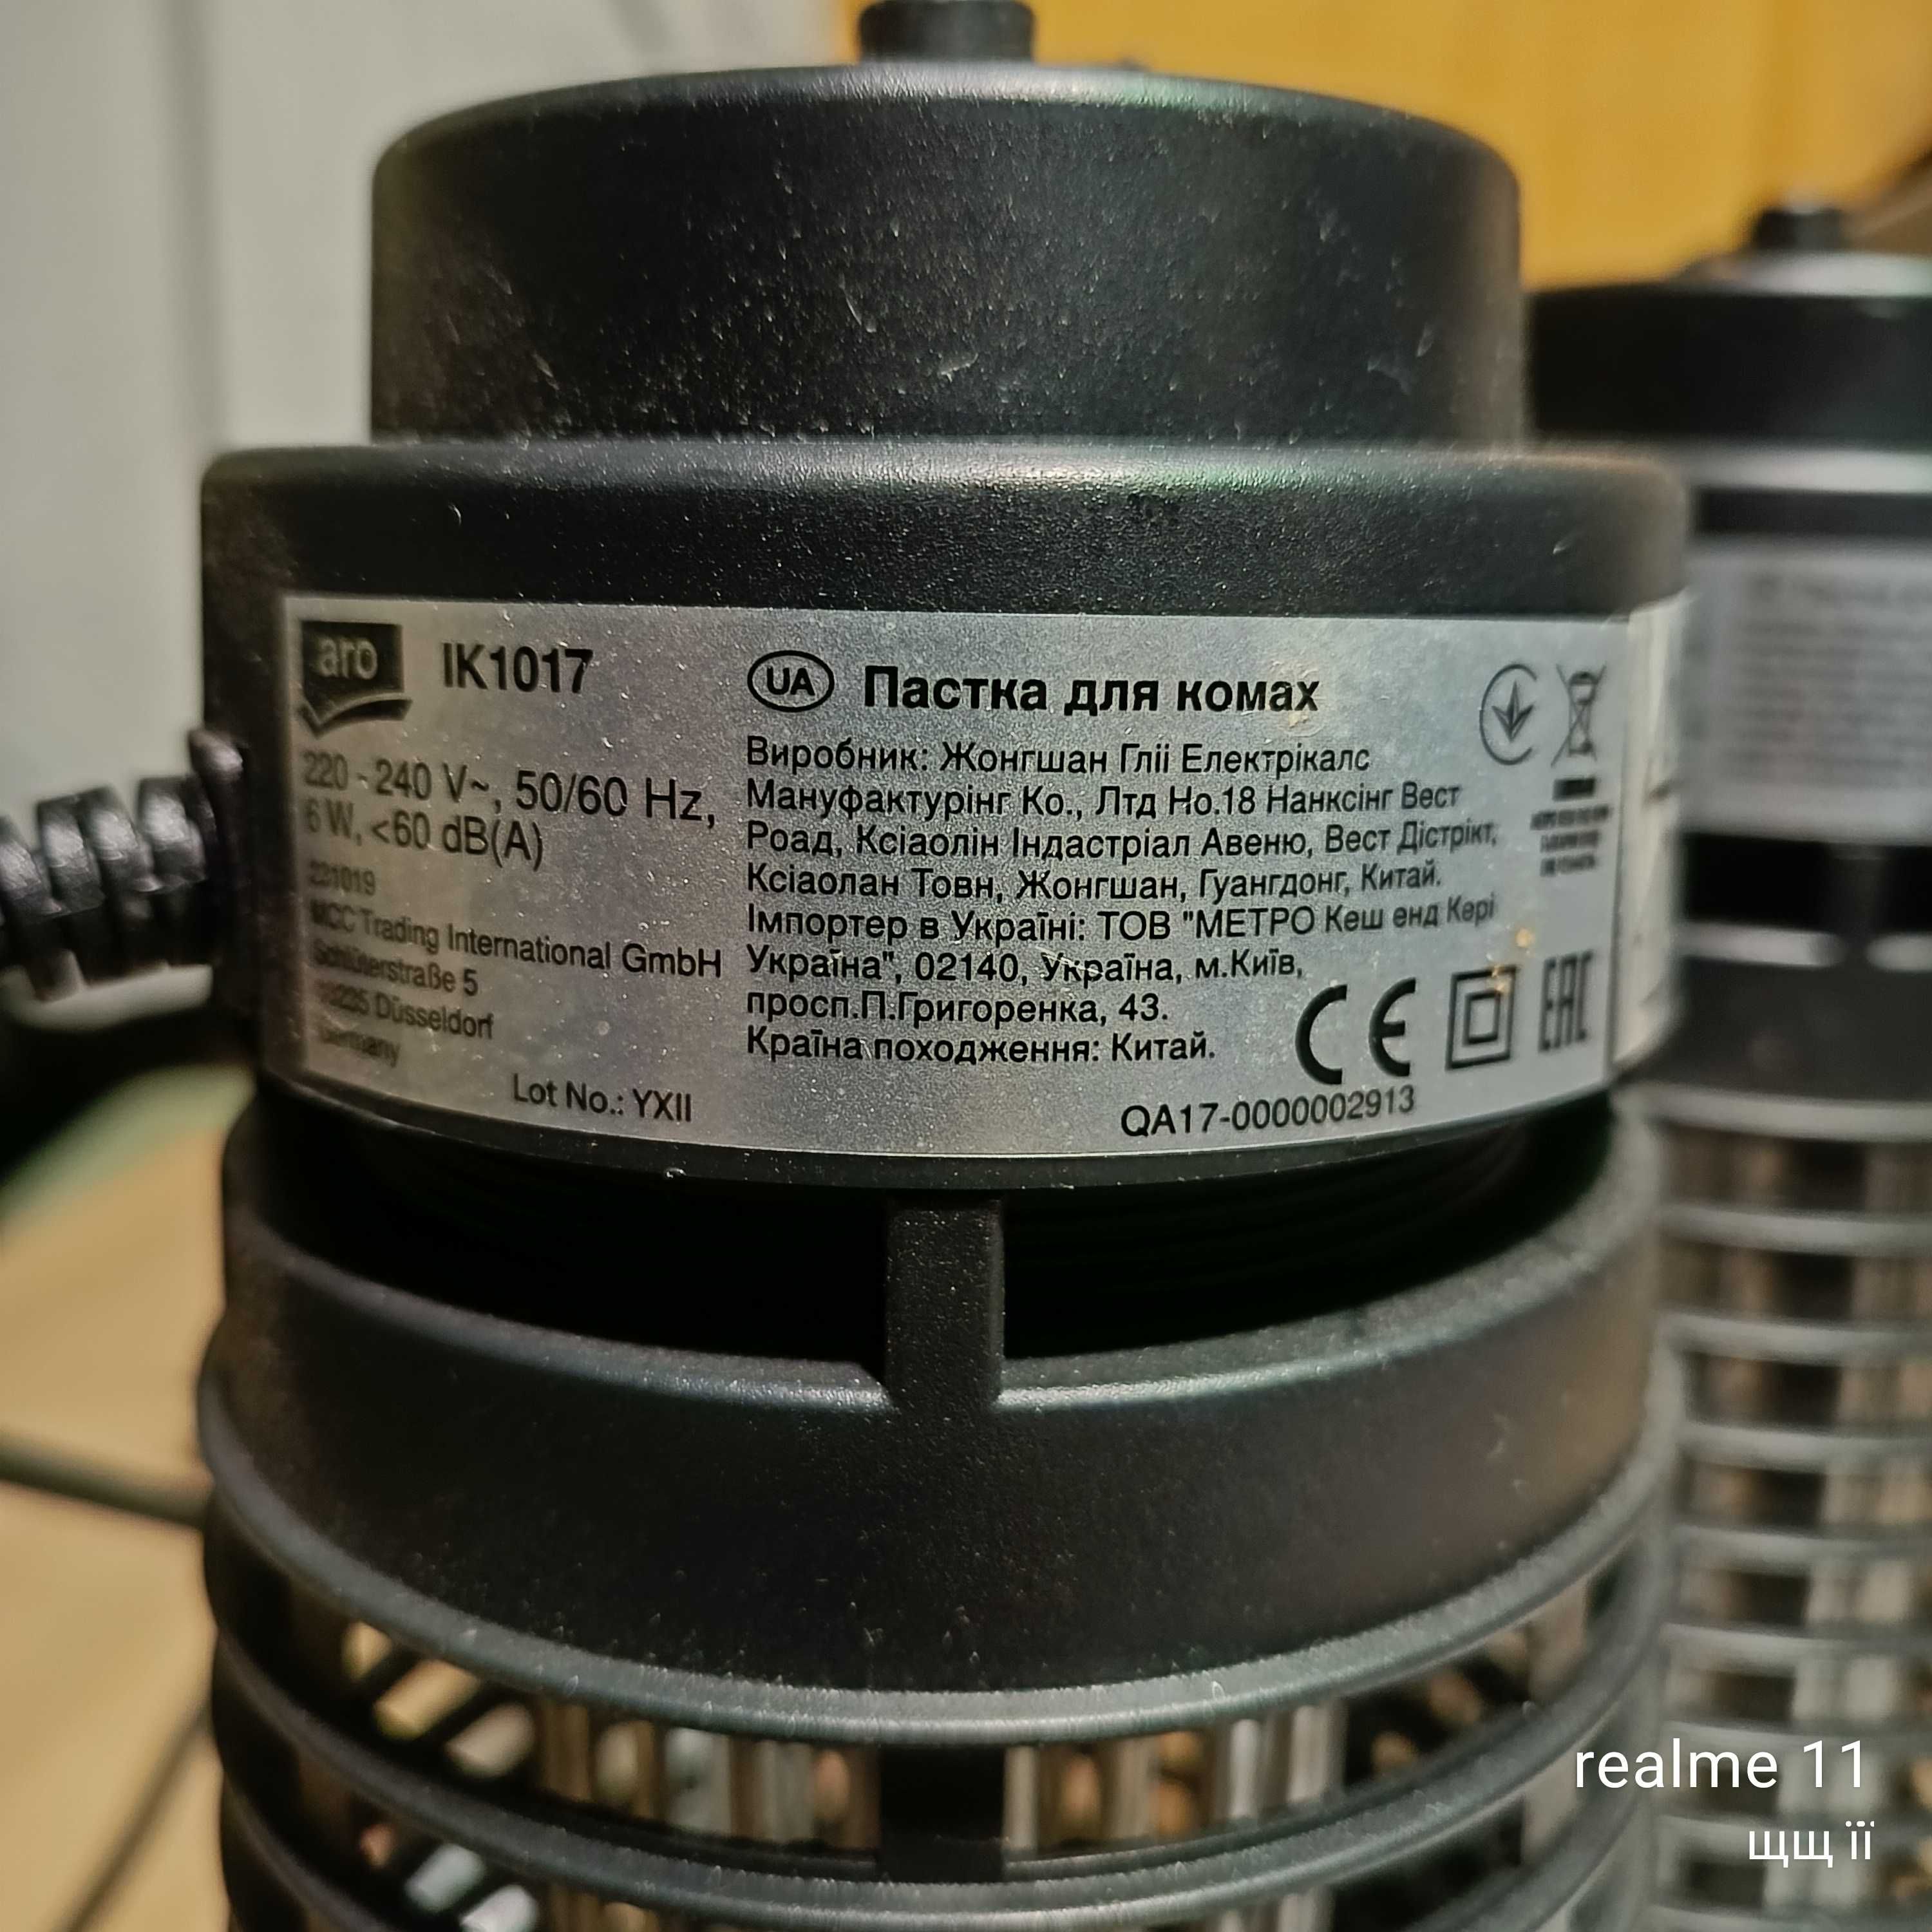 aro
IK1017
220 - 240 V~, 50/60 Hz,
6 W, <60 dB(A)
221019
MCC Trading International GmbH
Schlüterstraße 5
Düsseldorf
Germany
Lot No.: YXII
UA Пастка для комах
Виробник: Жонгшан Гліі Електрікалс
Мануфактурінг Ко., Лтд Но.18 Нанксінг Вест
Роад, Ксіаолін Індастріал Авеню, Вест Дістрікт,
Ксіаолан Товн, Жонгшан, Гуангдонг, Китай.
Імпортер в Україні: ТОВ "МЕТРО Кеш енд Кері
Україна", 02140, Україна, м.Київ,
просп.П.Григоренка, 43.
Країна походження: Китай.
CE EAC
QA17-0000002913
realme 11
щщ її